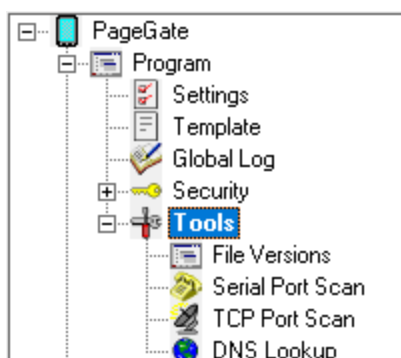 PageGate
Program
Settings
Template
Global Log
Security
Tools
File Versions
Serial Port Scan
TCP Port Scan
DNS Lookup